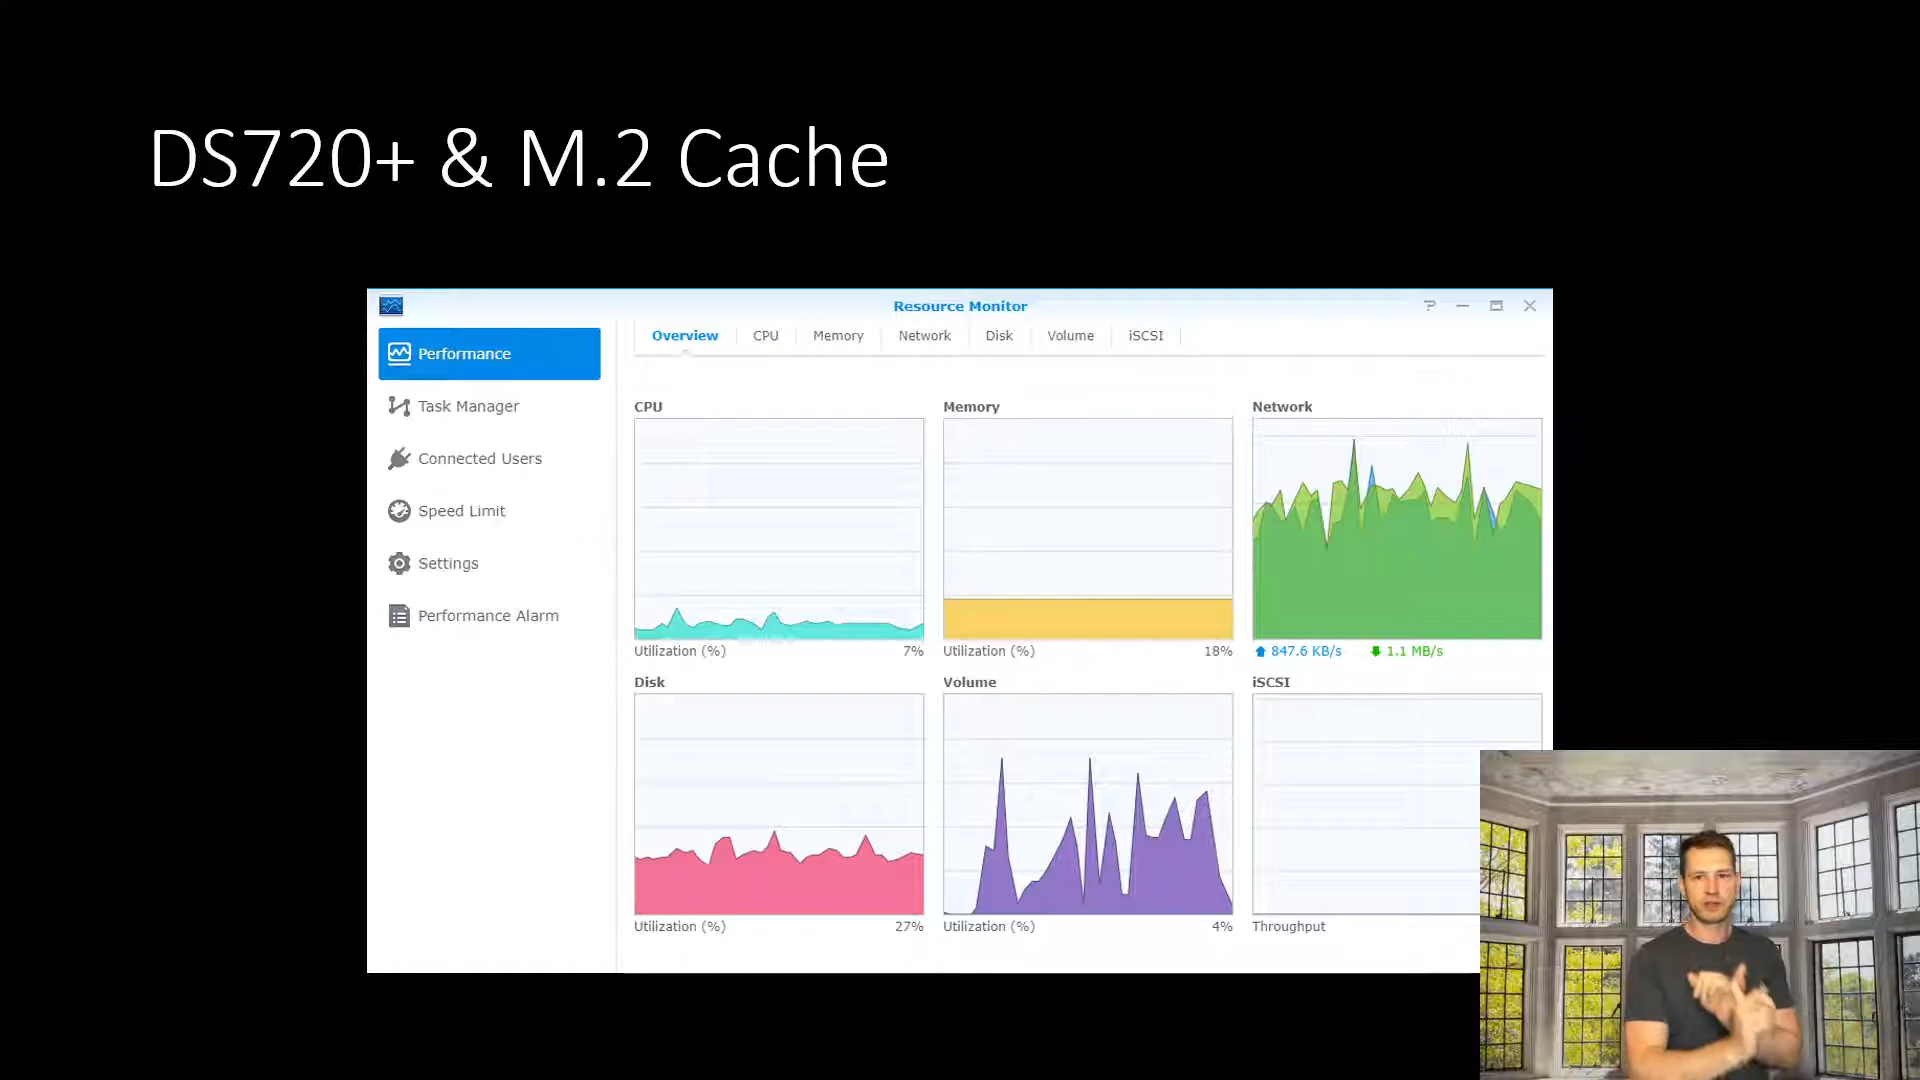 DS720+ & M.2 Cache
Resource Monitor
Performance
Task Manager
Connected Users
Speed Limit
Settings
Performance Alarm
Overview CPU Memory Network Disk Volume iSCSI
CPU Memory Network
Utilization (%) 7% Utilization (%) 18% 847.6 KB/s 1.1 MB/s
Disk Volume iSCSI
Utilization (%) 27% Utilization (%) 4% Throughput